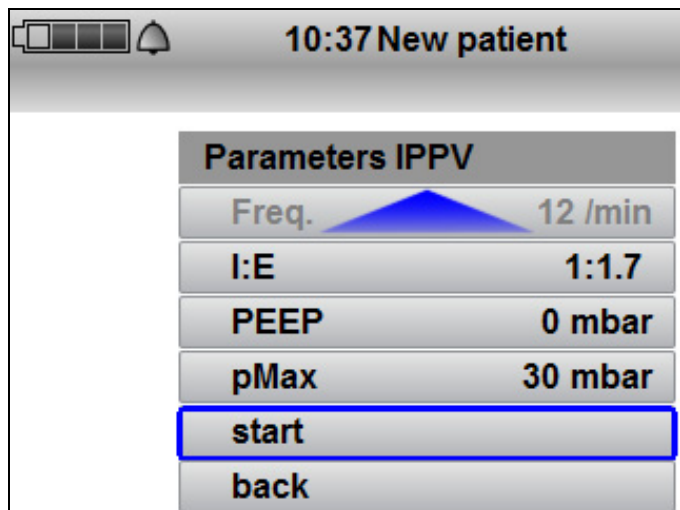 10:37 New patient
Parameters IPPV
Freq. 12 /min
I:E 1:1.7
PEEP 0 mbar
pMax 30 mbar
start
back